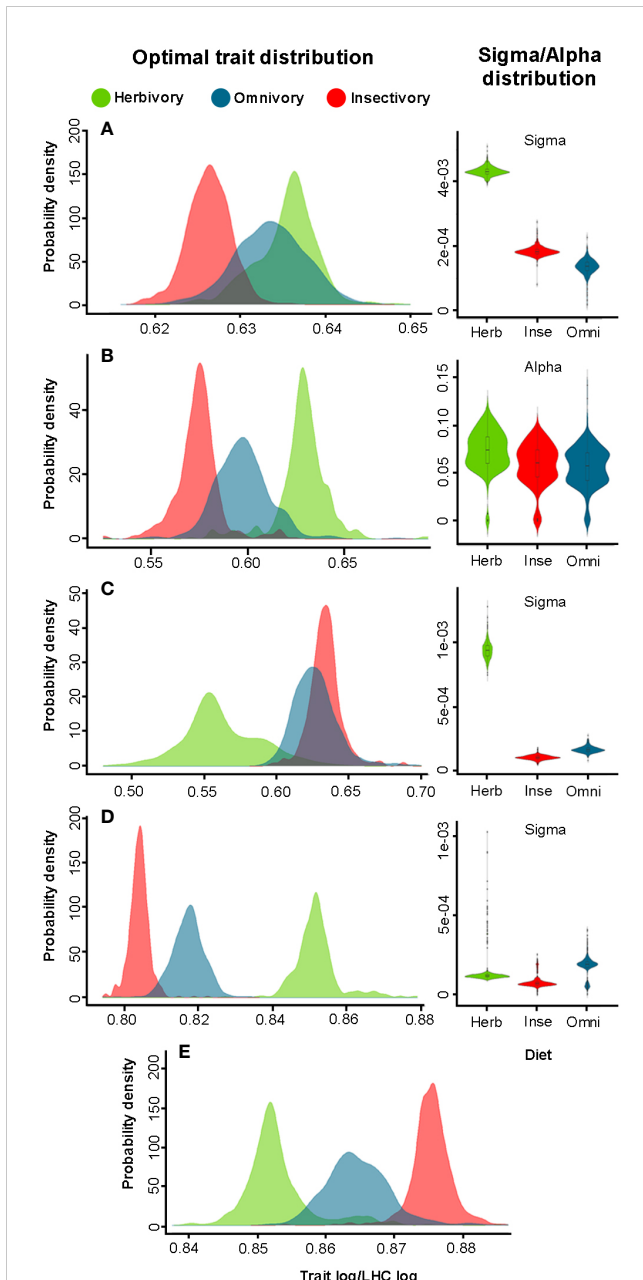 Optimal trait distribution
Sigma/Alpha
distribution
Herbivory
Omnivory
Insectivory
A
Probability density
200
150
100
50
0
0.62
0.63
0.64
0.65
Sigma
4e-03
2e-04
0
Herb
Inse
Omni
B
Probability density
40
20
0
0.55
0.60
0.65
Alpha
0.15
0.10
0.05
0
Herb
Inse
Omni
C
Probability density
50
40
30
20
10
0
0.50
0.55
0.60
0.65
0.70
Sigma
1e-03
5e-04
0
Herb
Inse
Omni
D
Probability density
200
150
100
50
0
0.80
0.82
0.84
0.86
0.88
Sigma
1e-03
5e-04
0
Herb
Inse
Omni
Diet
E
Probability density
200
150
100
50
0
0.84
0.85
0.86
0.87
0.88
Trait log/LHC log